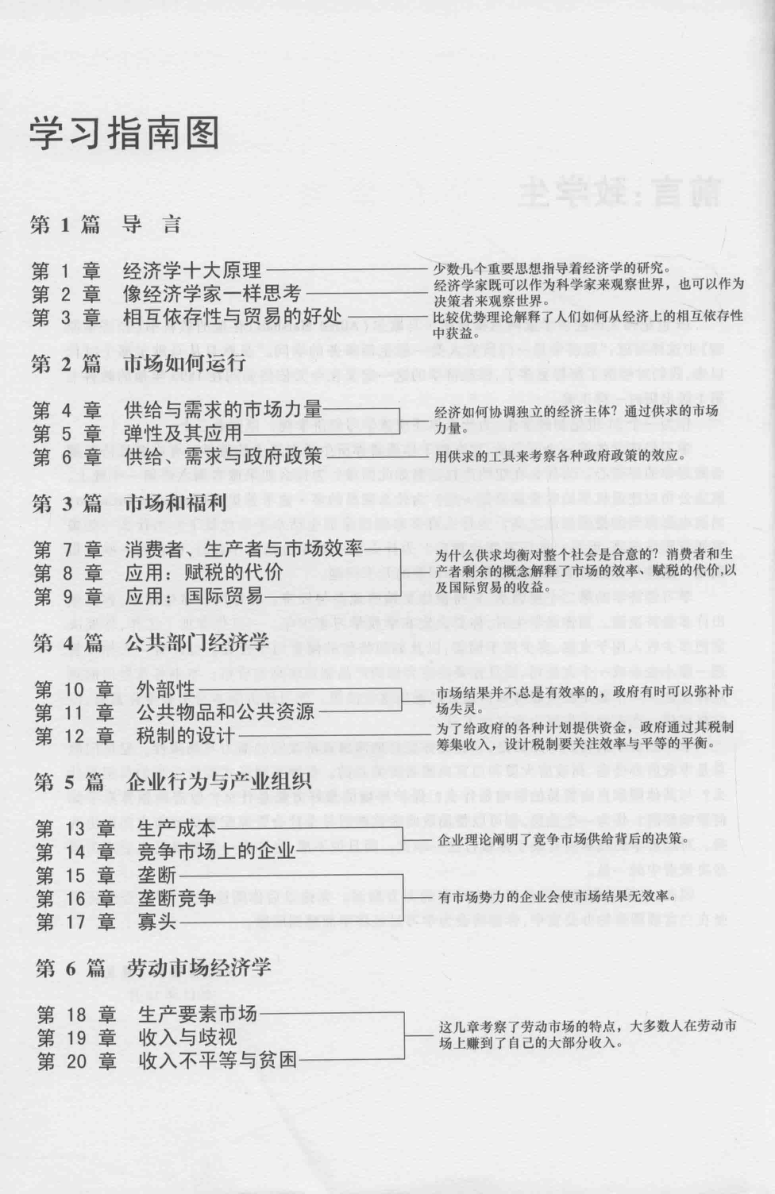 学习指南图
第 1 篇 导 言
第 1 章 经济学十大原理
少数几个重要思想指导着经济学的研究。
第 2 章 像经济学家一样思考
经济学家既可以作为科学家来观察世界，也可以作为
决策者来观察世界。
第 3 章 相互依存性与贸易的好处
比较优势理论解释了人们如何从经济上的相互依存性
中获益。
第 2 篇 市场如何运行
第 4 章 供给与需求的市场力量
第 5 章 弹性及其应用
经济如何协调独立的经济主体？通过供求的市场
力量。
第 6 章 供给、需求与政府政策
用供求的工具来考察各种政府政策的效应。
第 3 篇 市场和福利
第 7 章 消费者、生产者与市场效率
第 8 章 应用：赋税的代价
第 9 章 应用：国际贸易
为什么供求均衡对整个社会是合意的？消费者和生
产者剩余的概念解释了市场的效率、赋税的代价,以
及国际贸易的收益。
第 4 篇 公共部门经济学
第 10 章 外部性
第 11 章 公共物品和公共资源
市场结果并不总是有效率的，政府有时可以弥补市
场失灵。
第 12 章 税制的设计
为了给政府的各种计划提供资金，政府通过其税制
筹集收入，设计税制要关注效率与平等的平衡。
第 5 篇 企业行为与产业组织
第 13 章 生产成本
第 14 章 竞争市场上的企业
企业理论阐明了竞争市场供给背后的决策。
第 15 章 垄断
第 16 章 垄断竞争
第 17 章 寡头
有市场势力的企业会使市场结果无效率。
第 6 篇 劳动市场经济学
第 18 章 生产要素市场
第 19 章 收入与歧视
第 20 章 收入不平等与贫困
这几章考察了劳动市场的特点，大多数人在劳动市
场上赚到了自己的大部分收入。